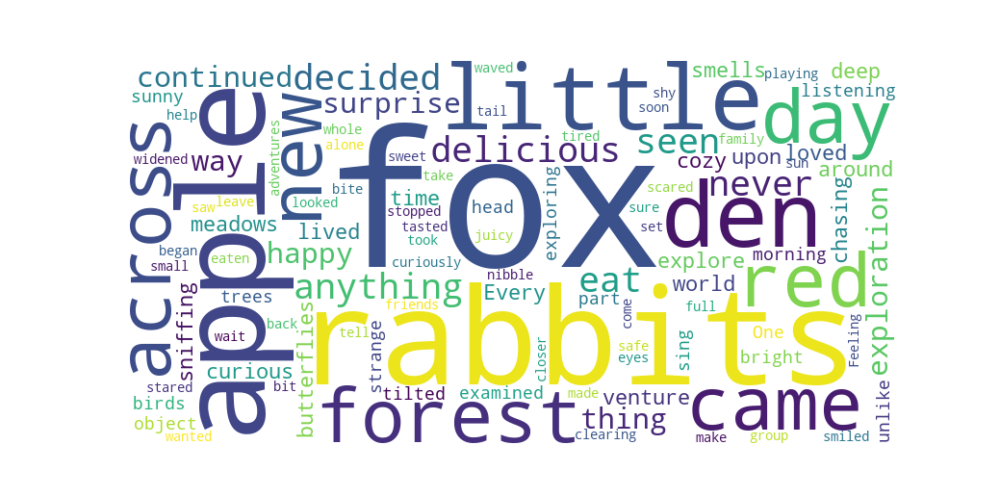 waved
smells
playing
deep
continued
decided
little
shy
listening
sunny
help
surprise
tail
soon
day
across
apple
new
whole
alone
adventures
fox
delicious
tired
seen
family
loved
sun
around
widened
way
sweet
cozy
upon
bite
take
scared
never
saw
leave
looked
time
stopped
head
exploring
sure
den
chasing
exploration
meadows
lived
tasted
took
juicy
set
began
small
eaten
happy
curiously
explore
morning
sniffing
trees
anything
nibble
eat
world
red
Every
part
come
full
wait
back
butterflies
friends
rabbits
tell
strange
closer
safe
eyes
sing
One
bright
Feeling
curious
stared
bit
tilted
examined
made
venture
unlike
birds
object
wanted
forest
clearing
thing
came
make
group
smiled